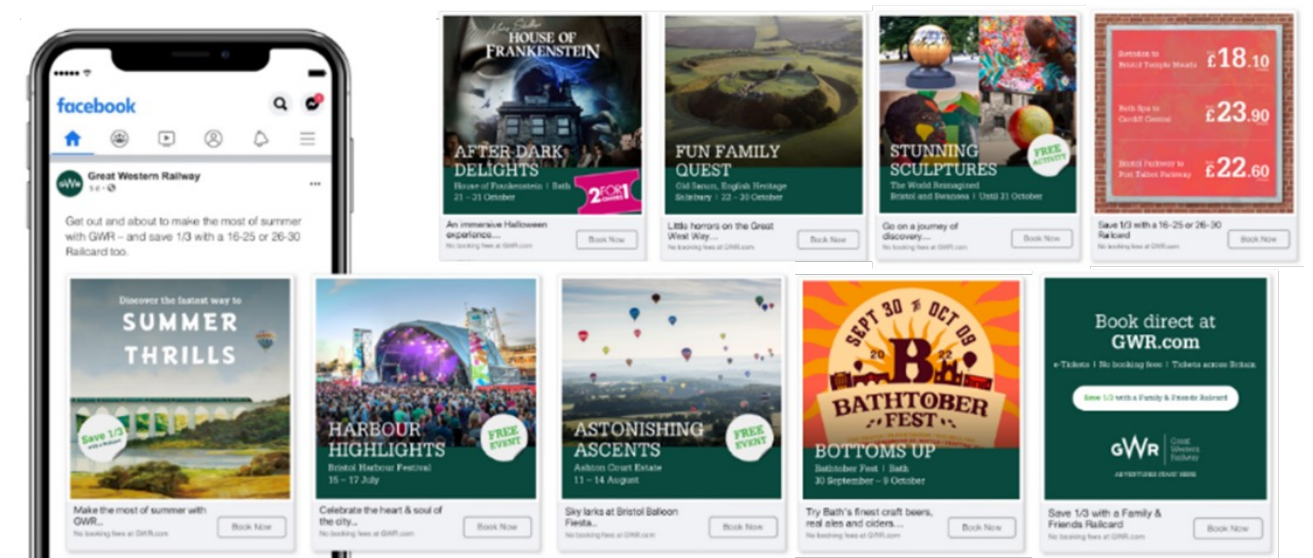 facebook
Great Western Railway
5d
Get out and about to make the most of summer
with GWR – and save 1/3 with a 16-25 or 26-30
Railcard too.
Discover the fastest way to
SUMMER
THRILLS
Save 1/3
with a Railcard
Make the most of summer with
GWR...
No booking fees at GWR.com
Book Now
HARBOUR
HIGHLIGHTS
Bristol Harbour Festival
15 – 17 July
FREE
EVENT
Celebrate the heart & soul of
the city...
No booking fees at GWR.com
Book Now
ASTONISHING
ASCENTS
Ashton Court Estate
11 – 14 August
FREE
EVENT
Sky larks at Bristol Balloon
Fiesta...
No booking fees at GWR.com
Book Now
SEPT 30 OCT 09
20 B 22
BATHTOBER
FEST
BOTTOMS UP
Bathtober Fest | Bath
30 September – 9 October
Try Bath's finest craft beers,
real ales and ciders....
No booking fees at GWR.com
Book Now
Book direct at
GWR.com
e-Tickets | No booking fees | Tickets across Britain
Save 1/3 with a Family & Friends Railcard
GWR
Great
Western
Railway
ADVENTURES START HERE
Save 1/3 with a Family &
Friends Railcard
No booking fees at GWR.com
Book Now
HOUSE OF
FRANKENSTEIN
AFTER DARK
DELIGHTS
House of Frankenstein | Bath
21 – 31 October
2FOR1
An immersive Halloween
experience....
No booking fees at GWR.com
Book Now
FUN FAMILY
QUEST
Old Sarum, English Heritage
Salisbury | 22 – 30 October
Little horrors on the Great
West Way....
No booking fees at GWR.com
Book Now
STUNNING
SCULPTURES
The World Reimagined
Bristol and Swansea | Until 31 October
FREE
ACTIVITY
Go on a journey of
discovery....
No booking fees at GWR.com
Book Now
Swindon to
Bristol Temple Meads
£18.10
Bath Spa to
Cardiff Central
£23.90
Bristol Parkway to
Port Talbot Parkway
£22.60
Save 1/3 with a 16-25 or 26-30
Railcard
No booking fees at GWR.com
Book Now